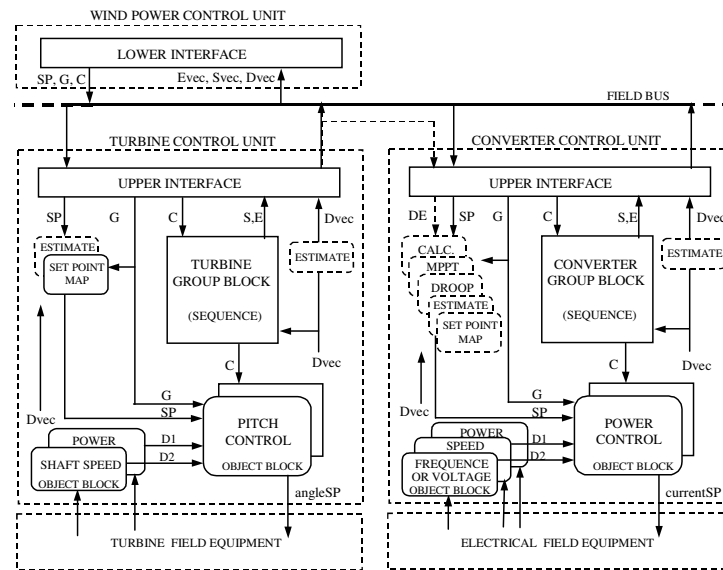 WIND POWER CONTROL UNIT
LOWER INTERFACE
SP, G, C
Evec, Svec, Dvec
FIELD BUS
TURBINE CONTROL UNIT
UPPER INTERFACE
SP
G
C
S,E
Dvec
ESTIMATE
SET POINT
MAP
TURBINE
GROUP BLOCK
(SEQUENCE)
ESTIMATE
Dvec
C
Dvec
G
SP
PITCH
CONTROL
OBJECT BLOCK
POWER
D1
SHAFT SPEED
D2
OBJECT BLOCK
angleSP
TURBINE FIELD EQUIPMENT
CONVERTER CONTROL UNIT
UPPER INTERFACE
DE
SP
G
C
S,E
Dvec
CALC.
MPPT
DROOP
ESTIMATE
SET POINT
MAP
CONVERTER
GROUP BLOCK
(SEQUENCE)
ESTIMATE
Dvec
C
Dvec
G
SP
POWER
CONTROL
OBJECT BLOCK
POWER
SPEED
D1
FREQUENCE
OR VOLTAGE
D2
OBJECT BLOCK
currentSP
ELECTRICAL FIELD EQUIPMENT